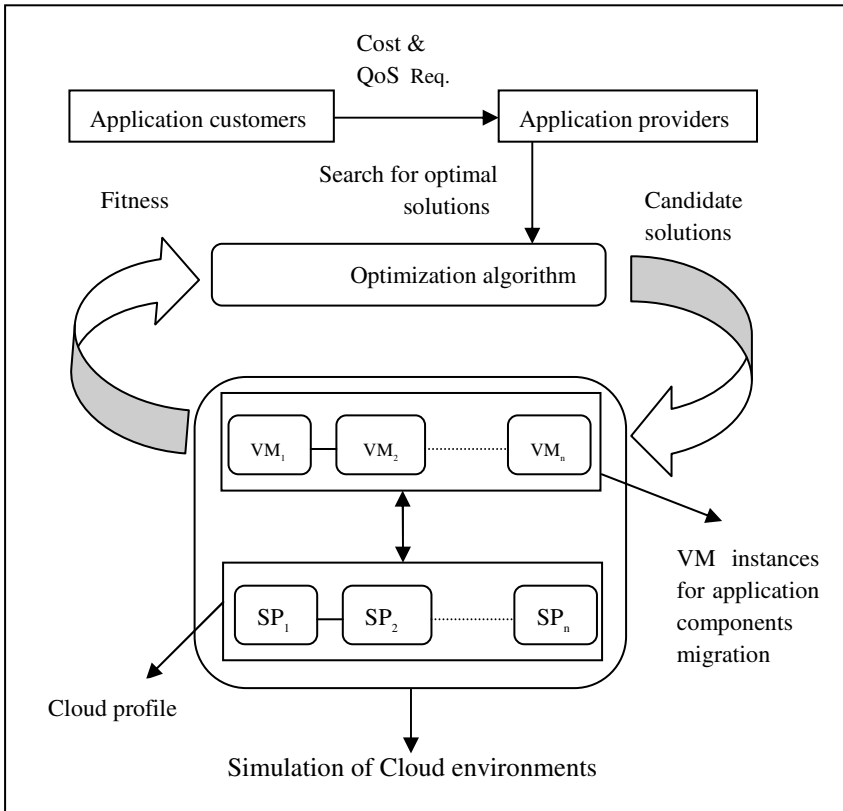 Cost &
QoS Req.
Application customers
Application providers
Search for optimal
solutions
Fitness
Candidate
solutions
Optimization algorithm
VM₁
VM₂
VMₙ
VM instances
for application
components
migration
SP₁
SP₂
SPₙ
Cloud profile
Simulation of Cloud environments